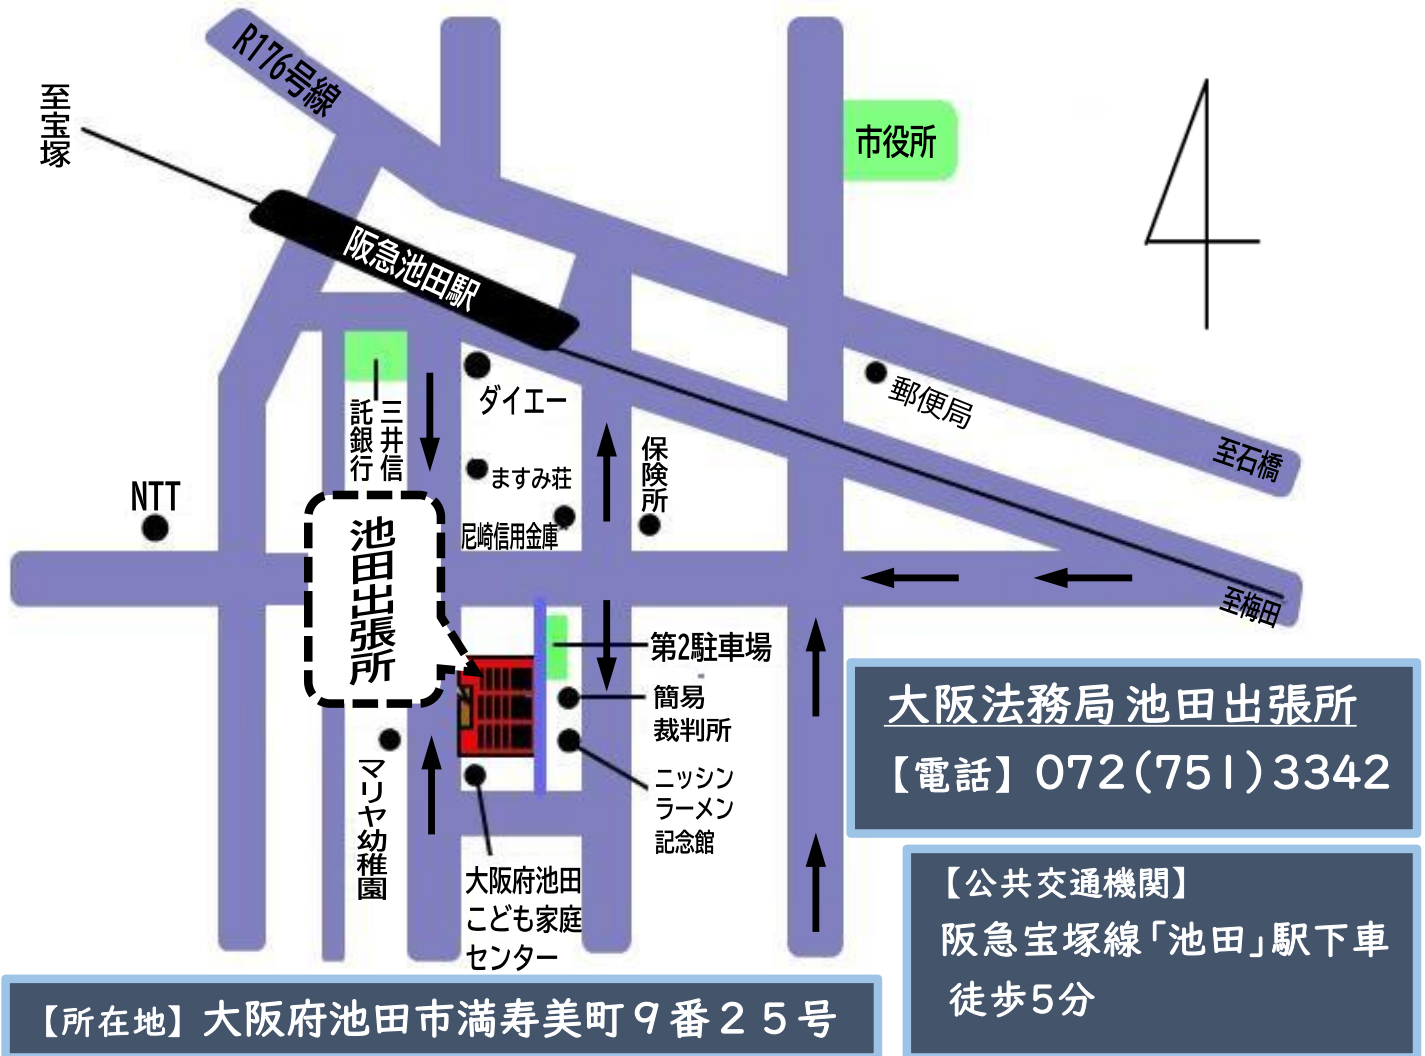 R176号線
至宝塚
市役所
阪急池田駅
ダイエー
郵便局
三井信
託銀行
保険所
至石橋
ますみ荘
NTT
尼崎信用金庫
池田出張所
至梅田
第2駐車場
簡易
裁判所
ニッシン
ラーメン
記念館
マリヤ幼稚園
大阪府池田
こども家庭
センター
大阪法務局 池田出張所
【電話】072(751)3342
【公共交通機関】
阪急宝塚線「池田」駅下車
徒歩5分
【所在地】大阪府池田市満寿美町9番25号